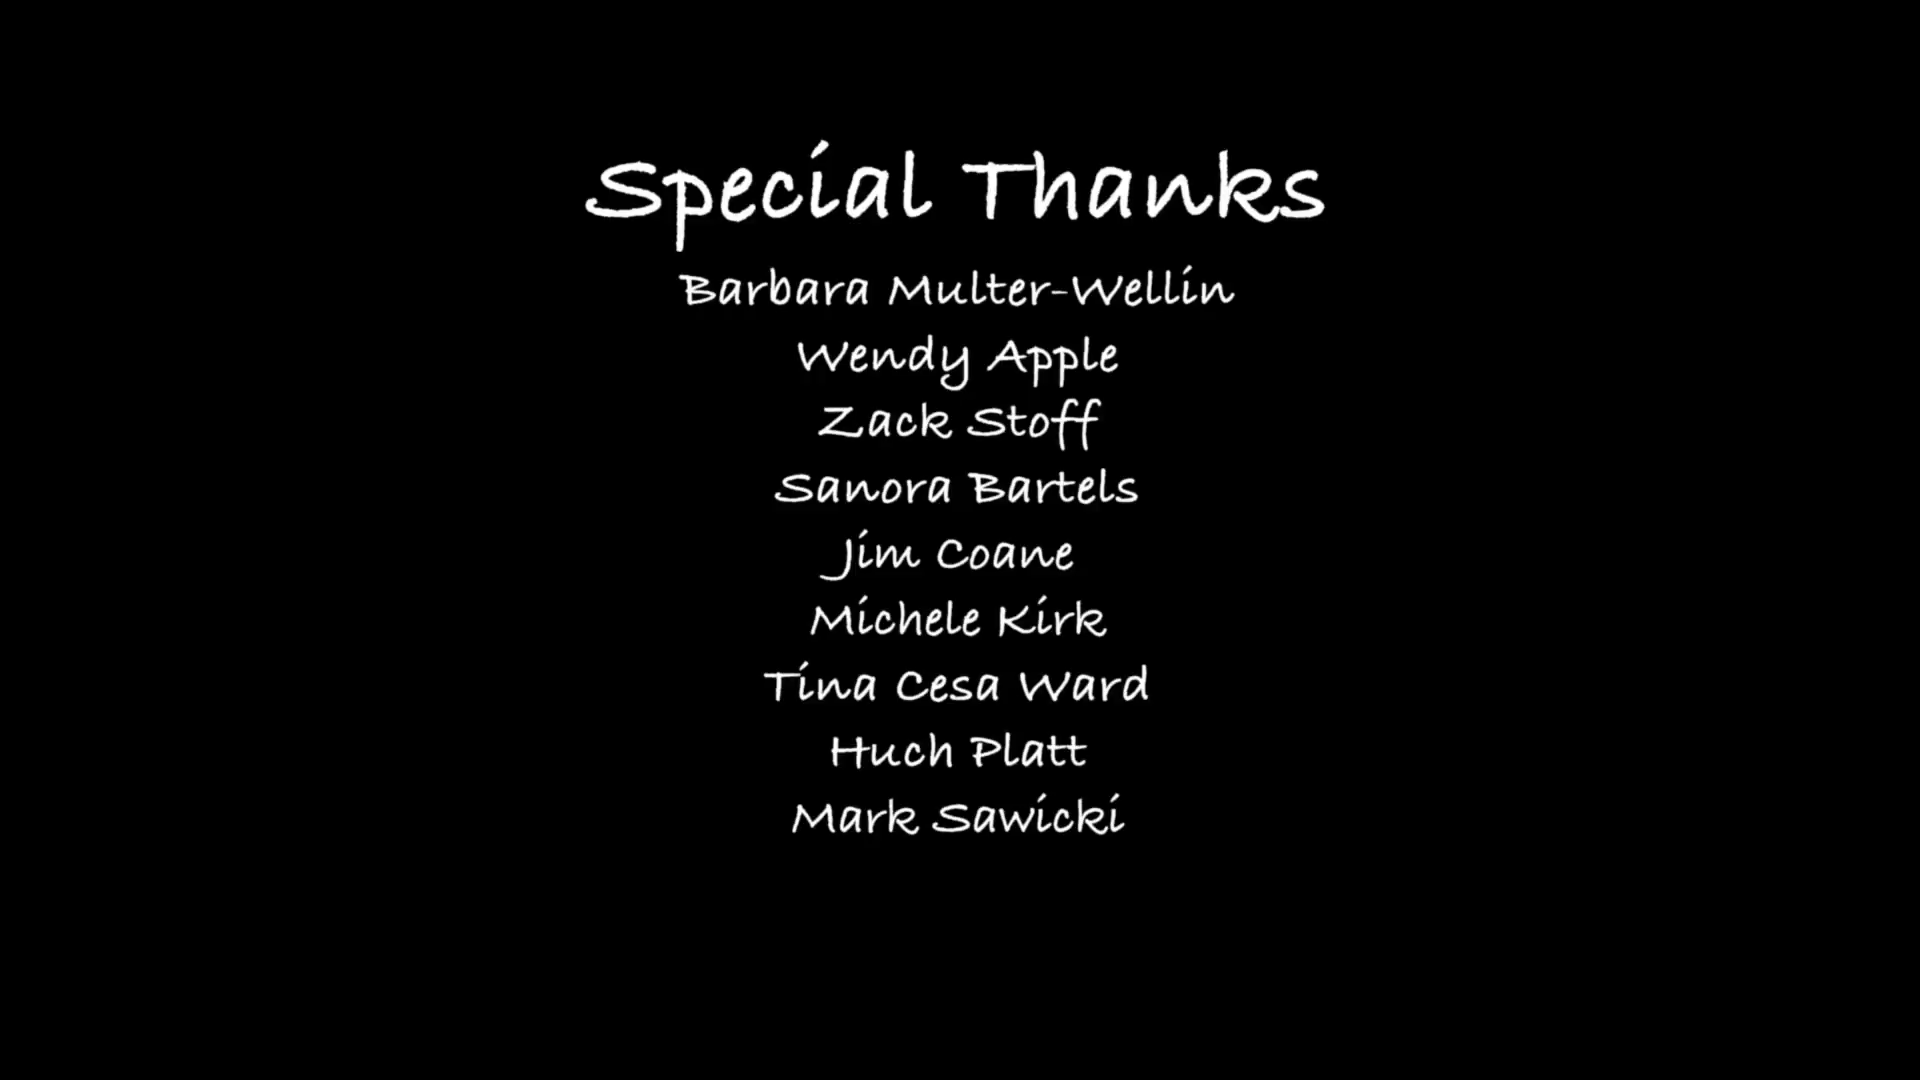 Special Thanks
Barbara Multer-Wellin
Wendy Apple
Zack Stoff
Sanora Bartels
Jim Coane
Michele Kirk
Tina Cesa Ward
Huch Platt
Mark Sawicki